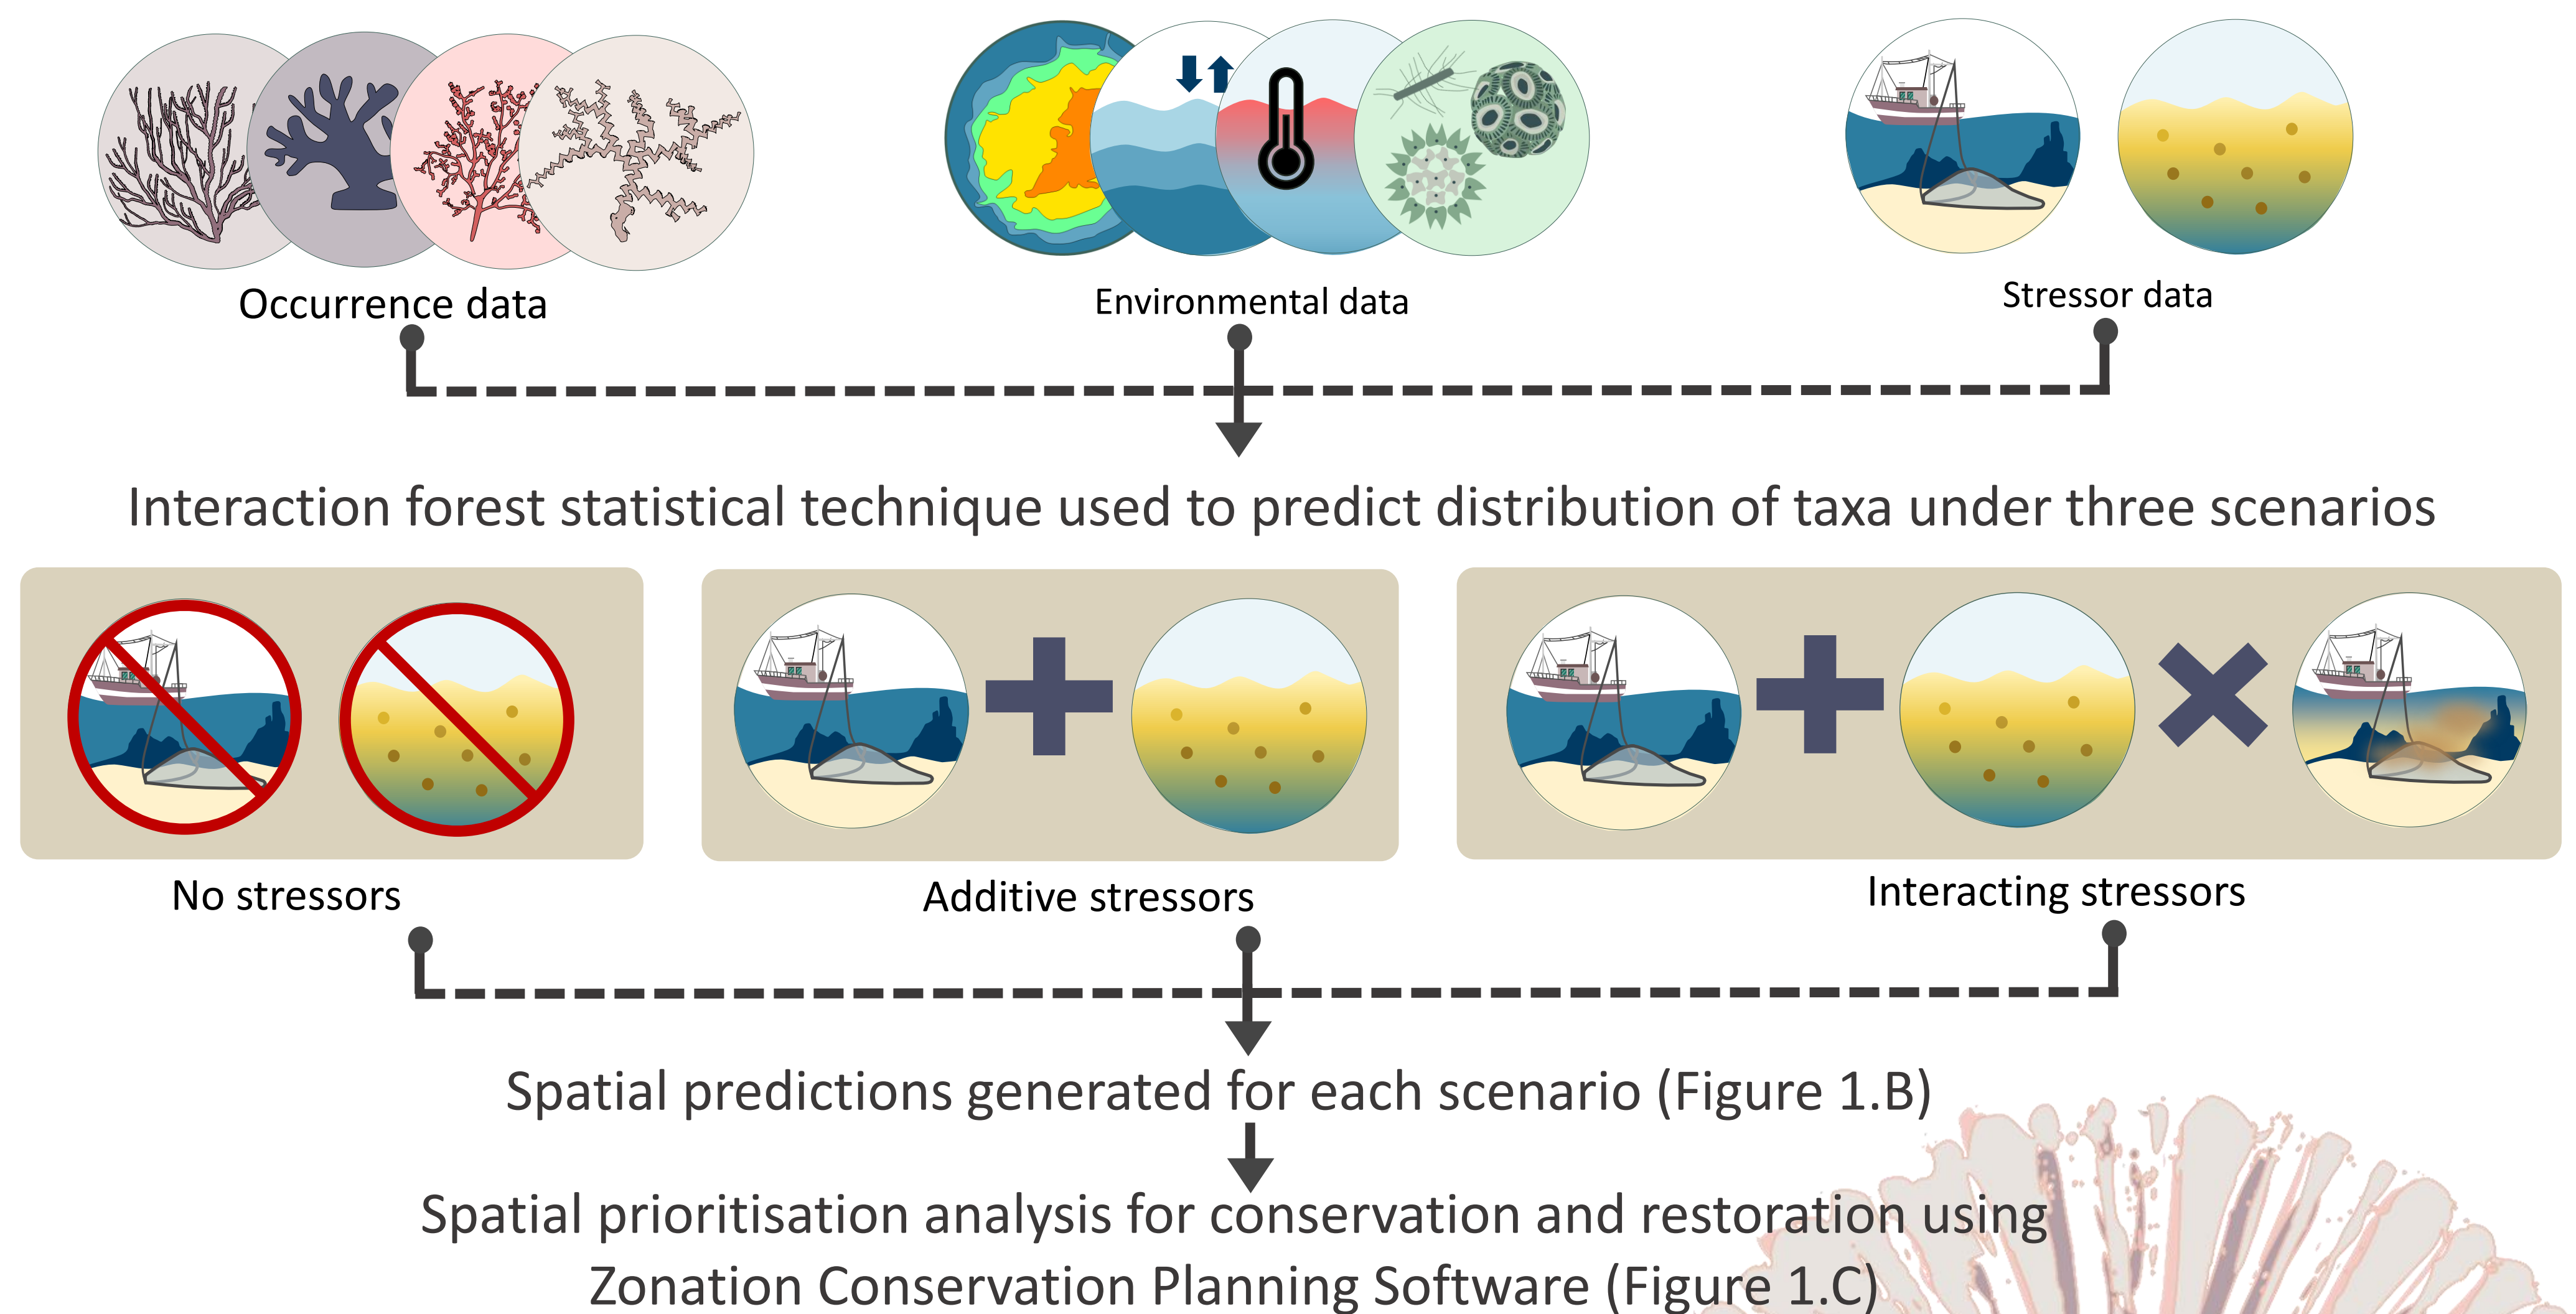 Occurrence data
Environmental data
Stressor data
Interaction forest statistical technique used to predict distribution of taxa under three scenarios
No stressors
Additive stressors
Interacting stressors
Spatial predictions generated for each scenario (Figure 1.B)
Spatial prioritisation analysis for conservation and restoration using
Zonation Conservation Planning Software (Figure 1.C)